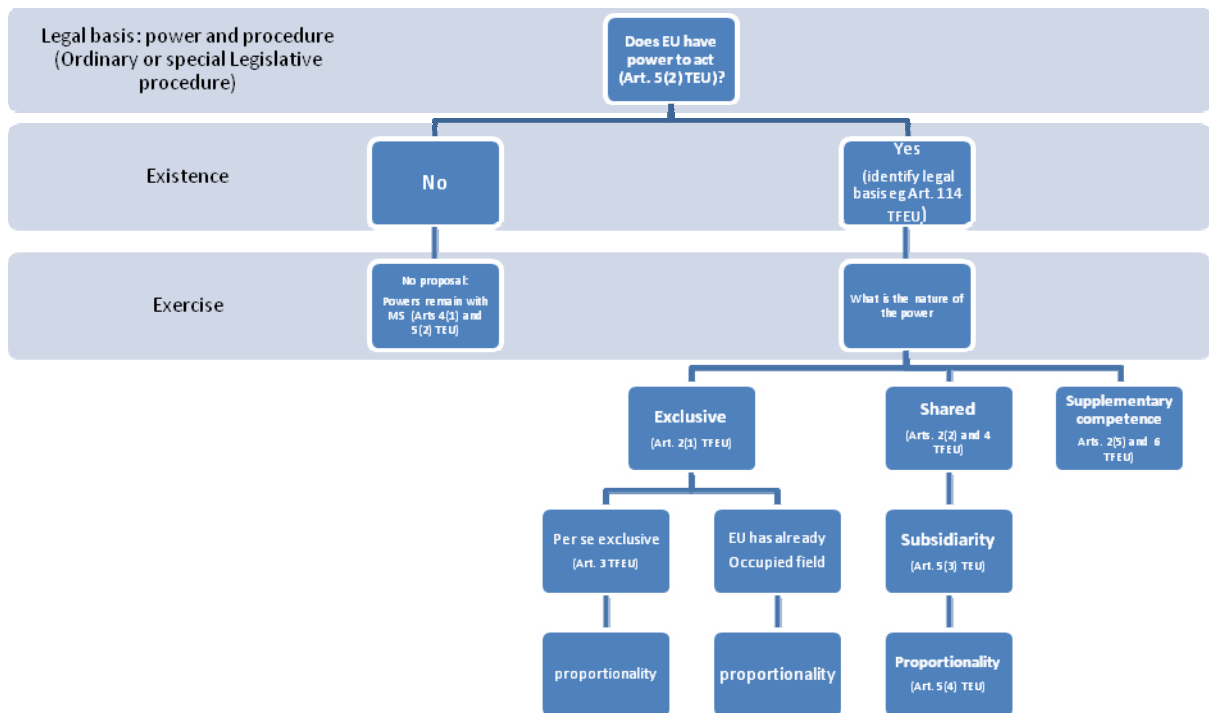 Legal basis: power and procedure
(Ordinary or special Legislative
procedure)
Does EU have
power to act
(Art. 5(2) TEU)?
Existence
No
Yes
(identify legal
basis eg Art. 114
TFEU)
Exercise
No proposal:
Powers remain with
MS (Arts 4(1) and
5(2) TEU)
What is the nature of
the power
Exclusive
(Art. 2(1) TFEU)
Shared
(Arts. 2(2) and 4
TFEU)
Supplementary
competence
Arts. 2(5) and 6
TFEU)
Per se exclusive
(Art. 3 TFEU)
EU has already
Occupied field
Subsidiarity
(Art. 5(3) TEU)
proportionality
proportionality
Proportionality
(Art. 5(4) TEU)